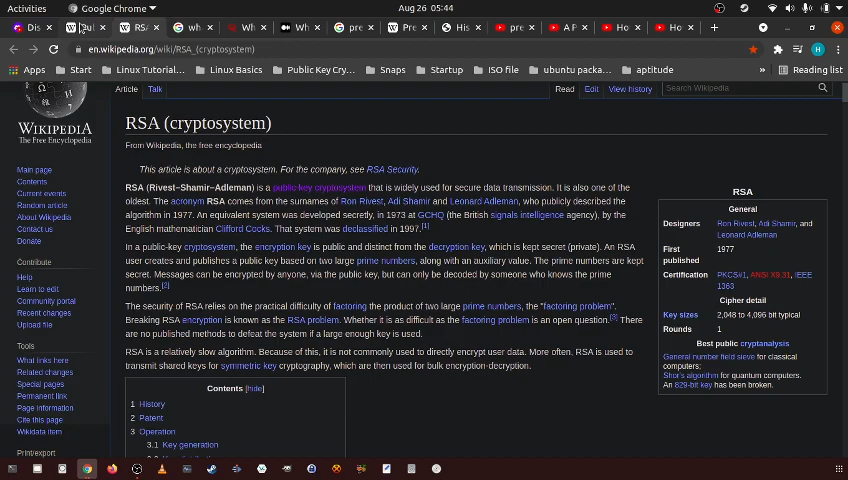 Activities Google Chrome Aug 26 05:44
Dis RSA wh Wh Wh pre Pre His pre A P Ho Ho
en.wikipedia.org/wiki/RSA_(cryptosystem) H
Apps Start Linux Tutorial... Linux Basics Public Key Cry... Snaps Startup ISO file ubuntu packa... aptitude » Reading list
Article Talk Read Edit View history Search Wikipedia
WIKIPEDIA
The Free Encyclopedia
Main page
Contents
Current events
Random article
About Wikipedia
Contact us
Donate
Contribute
Help
Learn to edit
Community portal
Recent changes
Upload file
Tools
What links here
Related changes
Special pages
Permanent link
Page information
Cite this page
Wikidata item
Print/export
RSA (cryptosystem)
From Wikipedia, the free encyclopedia
This article is about a cryptosystem. For the company, see RSA Security.
RSA (Rivest–Shamir–Adleman) is a public-key cryptosystem that is widely used for secure data transmission. It is also one of the
oldest. The acronym RSA comes from the surnames of Ron Rivest, Adi Shamir and Leonard Adleman, who publicly described the
algorithm in 1977. An equivalent system was developed secretly, in 1973 at GCHQ (the British signals intelligence agency), by the
English mathematician Clifford Cocks. That system was declassified in 1997.[1]
In a public-key cryptosystem, the encryption key is public and distinct from the decryption key, which is kept secret (private). An RSA
user creates and publishes a public key based on two large prime numbers, along with an auxiliary value. The prime numbers are kept
secret. Messages can be encrypted by anyone, via the public key, but can only be decoded by someone who knows the prime
numbers.[2]
The security of RSA relies on the practical difficulty of factoring the product of two large prime numbers, the "factoring problem".
Breaking RSA encryption is known as the RSA problem. Whether it is as difficult as the factoring problem is an open question.[3] There
are no published methods to defeat the system if a large enough key is used.
RSA is a relatively slow algorithm. Because of this, it is not commonly used to directly encrypt user data. More often, RSA is used to
transmit shared keys for symmetric key cryptography, which are then used for bulk encryption-decryption.
Contents [hide]
1 History
2 Patent
3 Operation
3.1 Key generation
RSA
General
Designers Ron Rivest, Adi Shamir, and
Leonard Adleman
First
published 1977
Certification PKCS#1, ANSI X9.31, IEEE
1363
Cipher detail
Key sizes 2,048 to 4,096 bit typical
Rounds 1
Best public cryptanalysis
General number field sieve for classical
computers;
Shor's algorithm for quantum computers.
An 829-bit key has been broken.